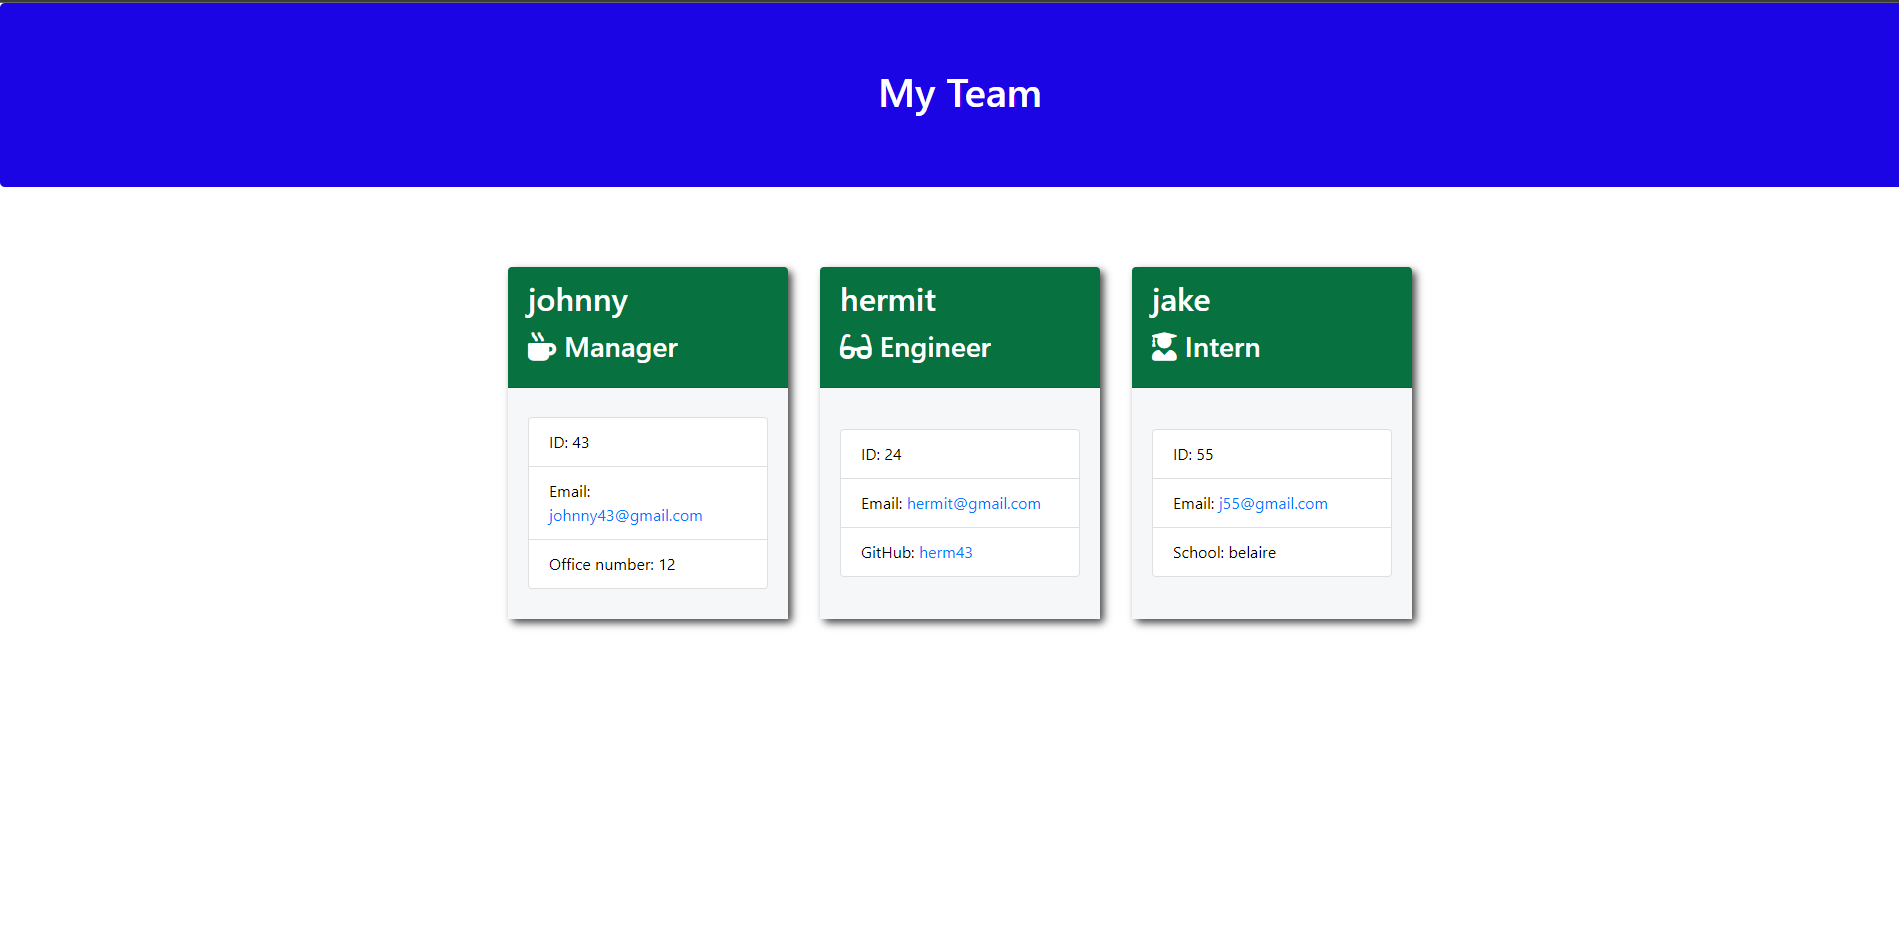 My Team
johnny
Manager
ID: 43
Email:
johnny43@gmail.com
Office number: 12
hermit
Engineer
ID: 24
Email: hermit@gmail.com
GitHub: herm43
jake
Intern
ID: 55
Email: j55@gmail.com
School: belaire